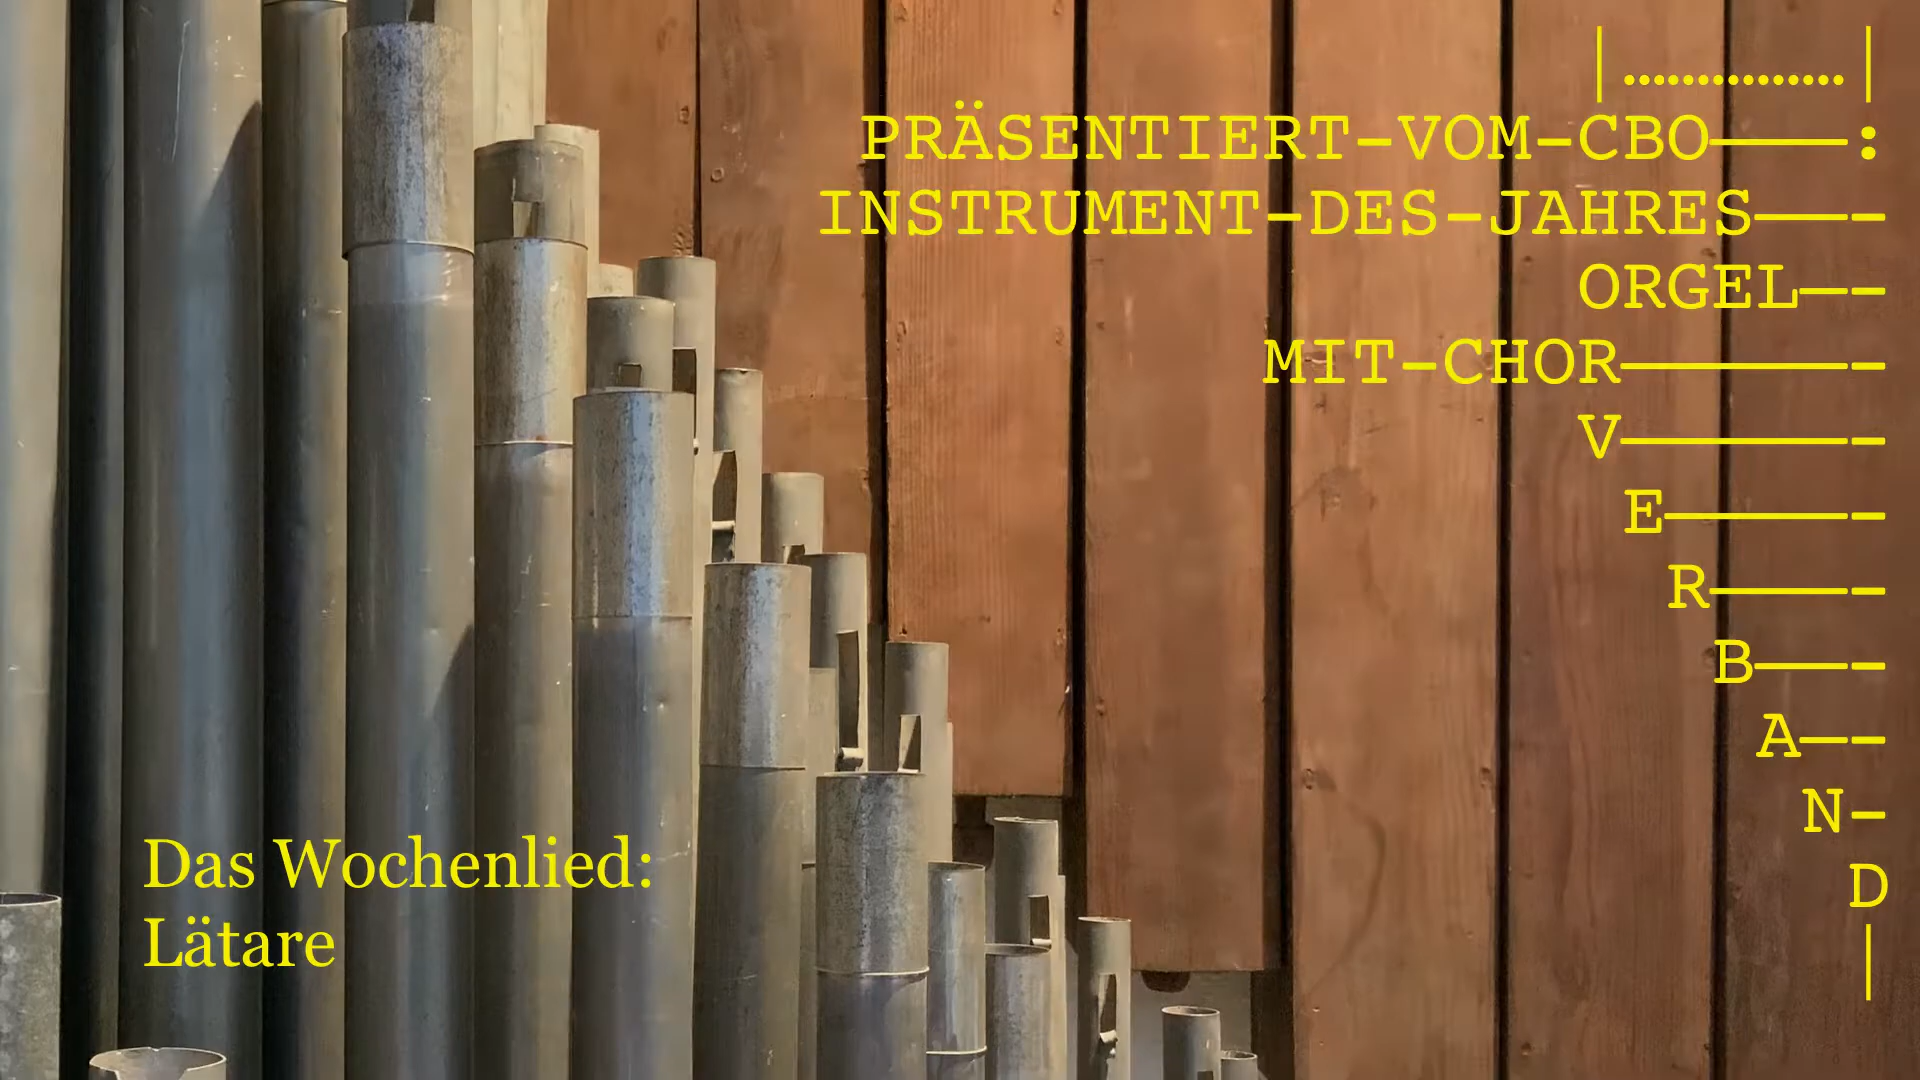 |...............|
PRÄSENTIERT-VOM-CBO———:
INSTRUMENT-DES-JAHRES——-
ORGEL—-
MIT-CHOR—————-
V—————-
E————-
R———-
B——-
A—-
N-
D
|
Das Wochenlied:
Lätare